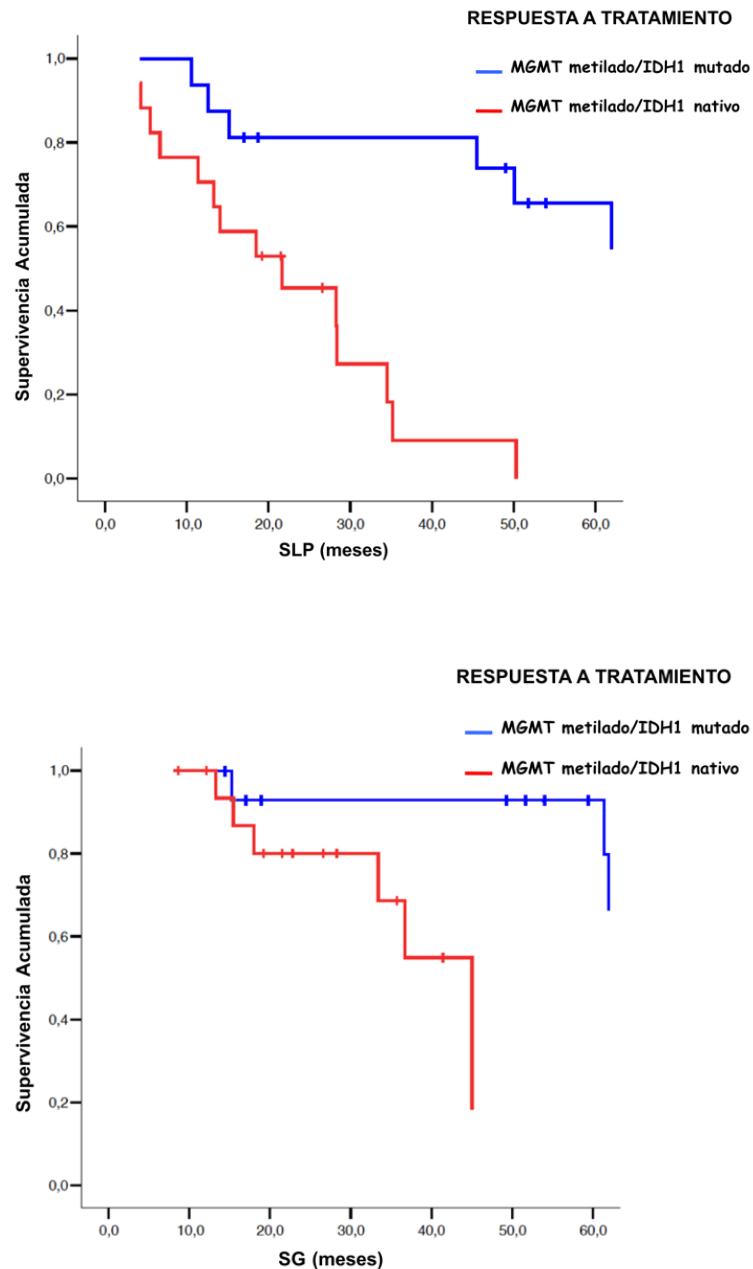 RESPUESTA A TRATAMIENTO
MGMT metilado/IDH1 mutado
MGMT metilado/IDH1 nativo
Supervivencia Acumulada
1,0
0,8
0,6
0,4
0,2
0,0
0,0 10,0 20,0 30,0 40,0 50,0 60,0
SLP (meses)
RESPUESTA A TRATAMIENTO
MGMT metilado/IDH1 mutado
MGMT metilado/IDH1 nativo
Supervivencia Acumulada
1,0
0,8
0,6
0,4
0,2
0,0
0,0 10,0 20,0 30,0 40,0 50,0 60,0
SG (meses)